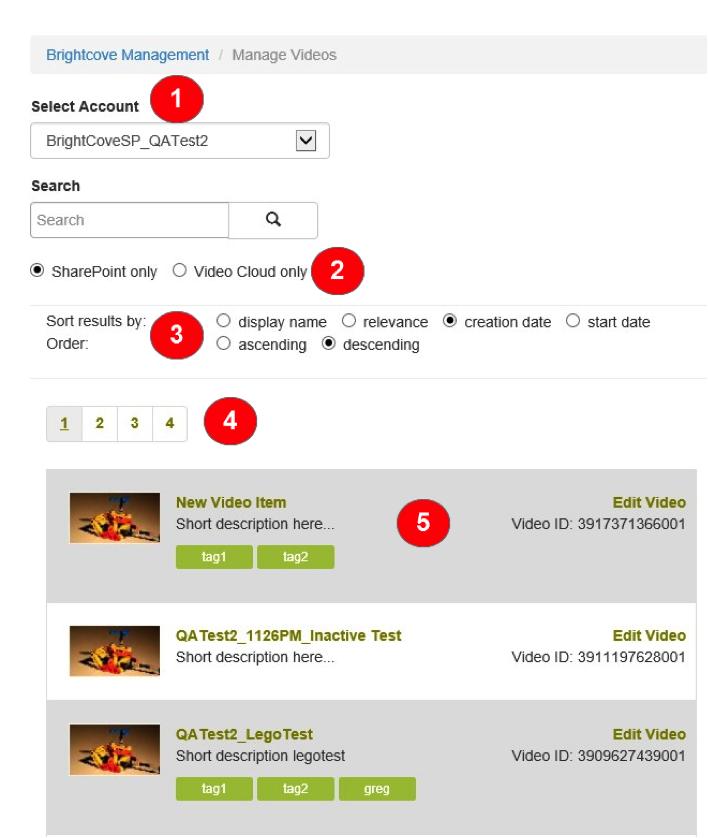 Brightcove Management / Manage Videos
1
Select Account
BrightCoveSP_QATest2
Search
Search
SharePoint only Video Cloud only 2
Sort results by: display name relevance creation date start date
3
Order: ascending descending
1 2 3 4 4
New Video Item Edit Video
Short description here... 5 Video ID: 3917371366001
tag1 tag2
QATest2_1126PM_Inactive Test Edit Video
Short description here... Video ID: 3911197628001
QATest2_LegoTest Edit Video
Short description legotest Video ID: 3909627439001
tag1 tag2 greg